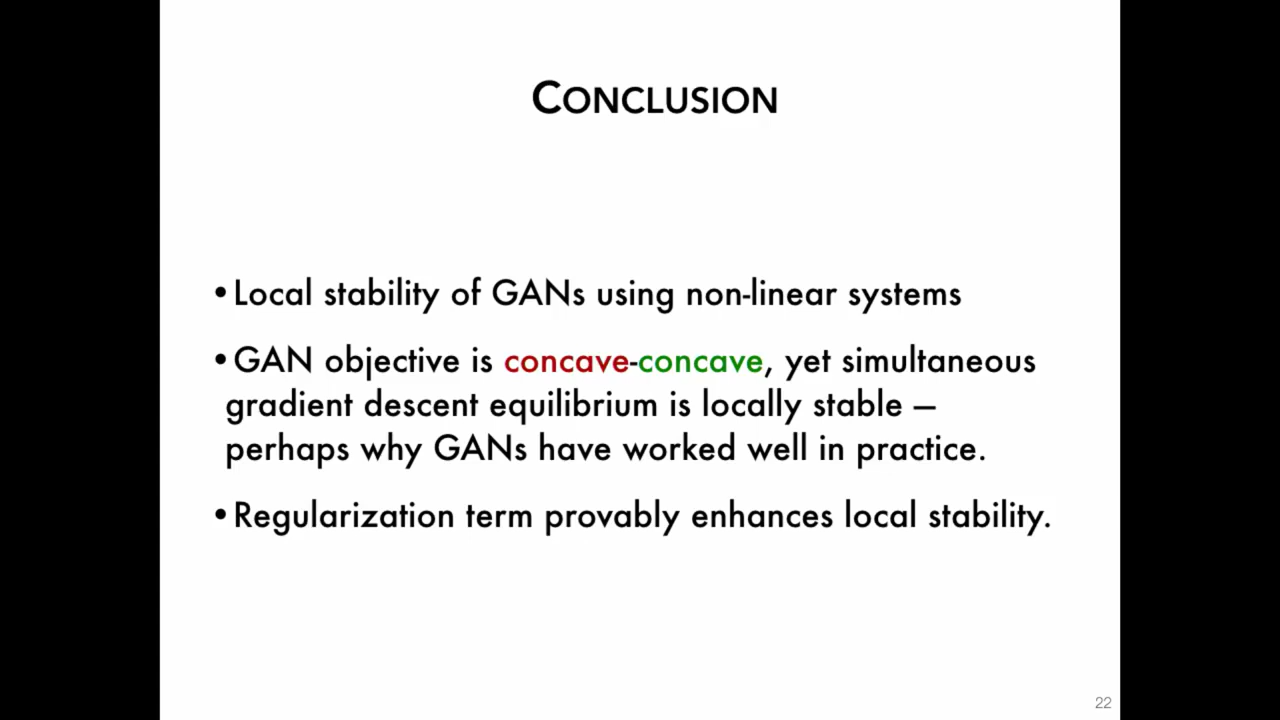 CONCLUSION
•Local stability of GANs using non-linear systems
•GAN objective is concave-concave, yet simultaneous
gradient descent equilibrium is locally stable —
perhaps why GANs have worked well in practice.
•Regularization term provably enhances local stability.
22